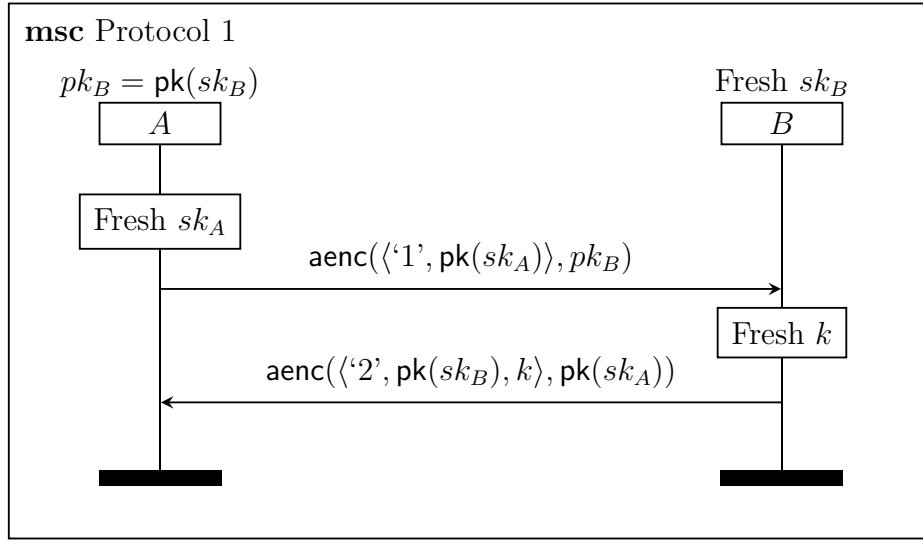 msc Protocol 1
pk_B = pk(sk_B)
Fresh sk_B
A
B
Fresh sk_A
aenc(⟨‘1’, pk(sk_A)⟩, pk_B)
Fresh k
aenc(⟨‘2’, pk(sk_B), k⟩, pk(sk_A))